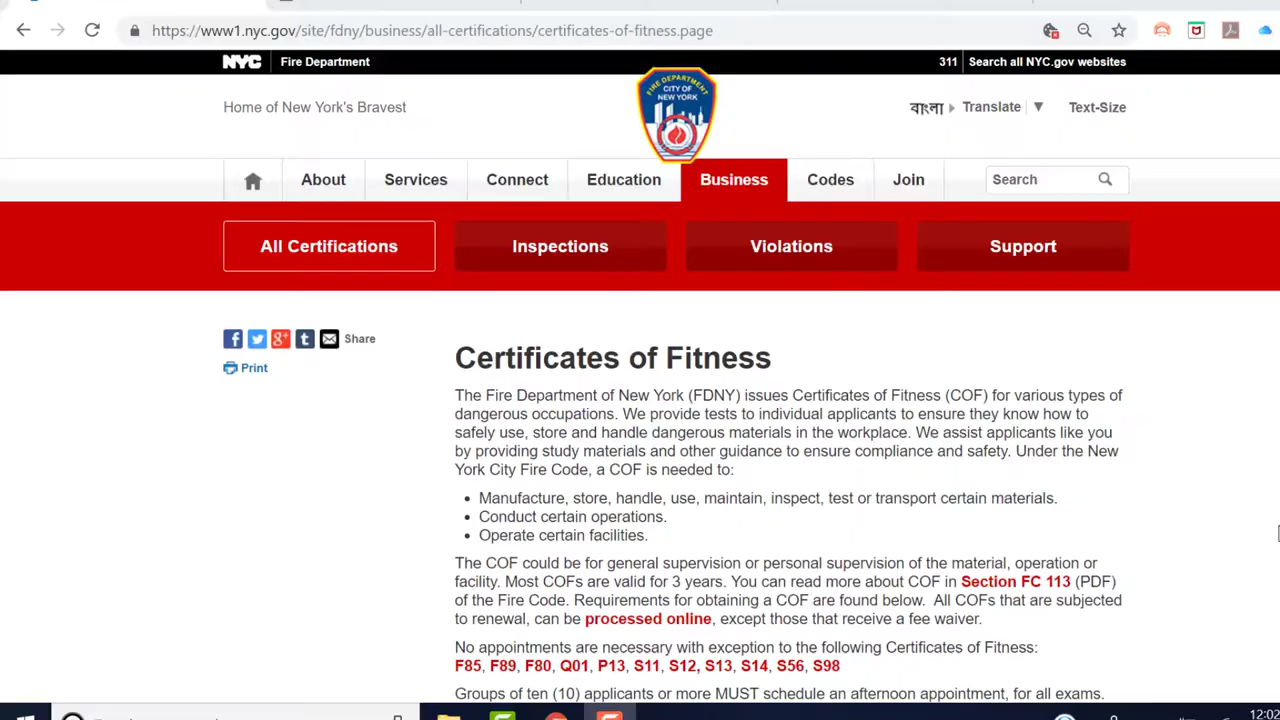 https://www1.nyc.gov/site/fdny/business/all-certifications/certificates-of-fitness.page
NYC Fire Department 311 Search all NYC.gov websites
Home of New York's Bravest
FIRE DEPARTMENT
CITY OF
NEW YORK
বাংলা Translate Text-Size
About Services Connect Education Business Codes Join Search
All Certifications Inspections Violations Support
Share
Print
Certificates of Fitness
The Fire Department of New York (FDNY) issues Certificates of Fitness (COF) for various types of
dangerous occupations. We provide tests to individual applicants to ensure they know how to
safely use, store and handle dangerous materials in the workplace. We assist applicants like you
by providing study materials and other guidance to ensure compliance and safety. Under the New
York City Fire Code, a COF is needed to:
• Manufacture, store, handle, use, maintain, inspect, test or transport certain materials.
• Conduct certain operations.
• Operate certain facilities.
The COF could be for general supervision or personal supervision of the material, operation or
facility. Most COFs are valid for 3 years. You can read more about COF in Section FC 113 (PDF)
of the Fire Code. Requirements for obtaining a COF are found below. All COFs that are subjected
to renewal, can be processed online, except those that receive a fee waiver.
No appointments are necessary with exception to the following Certificates of Fitness:
F85, F89, F80, Q01, P13, S11, S12, S13, S14, S56, S98
Groups of ten (10) applicants or more MUST schedule an afternoon appointment, for all exams.
12:02